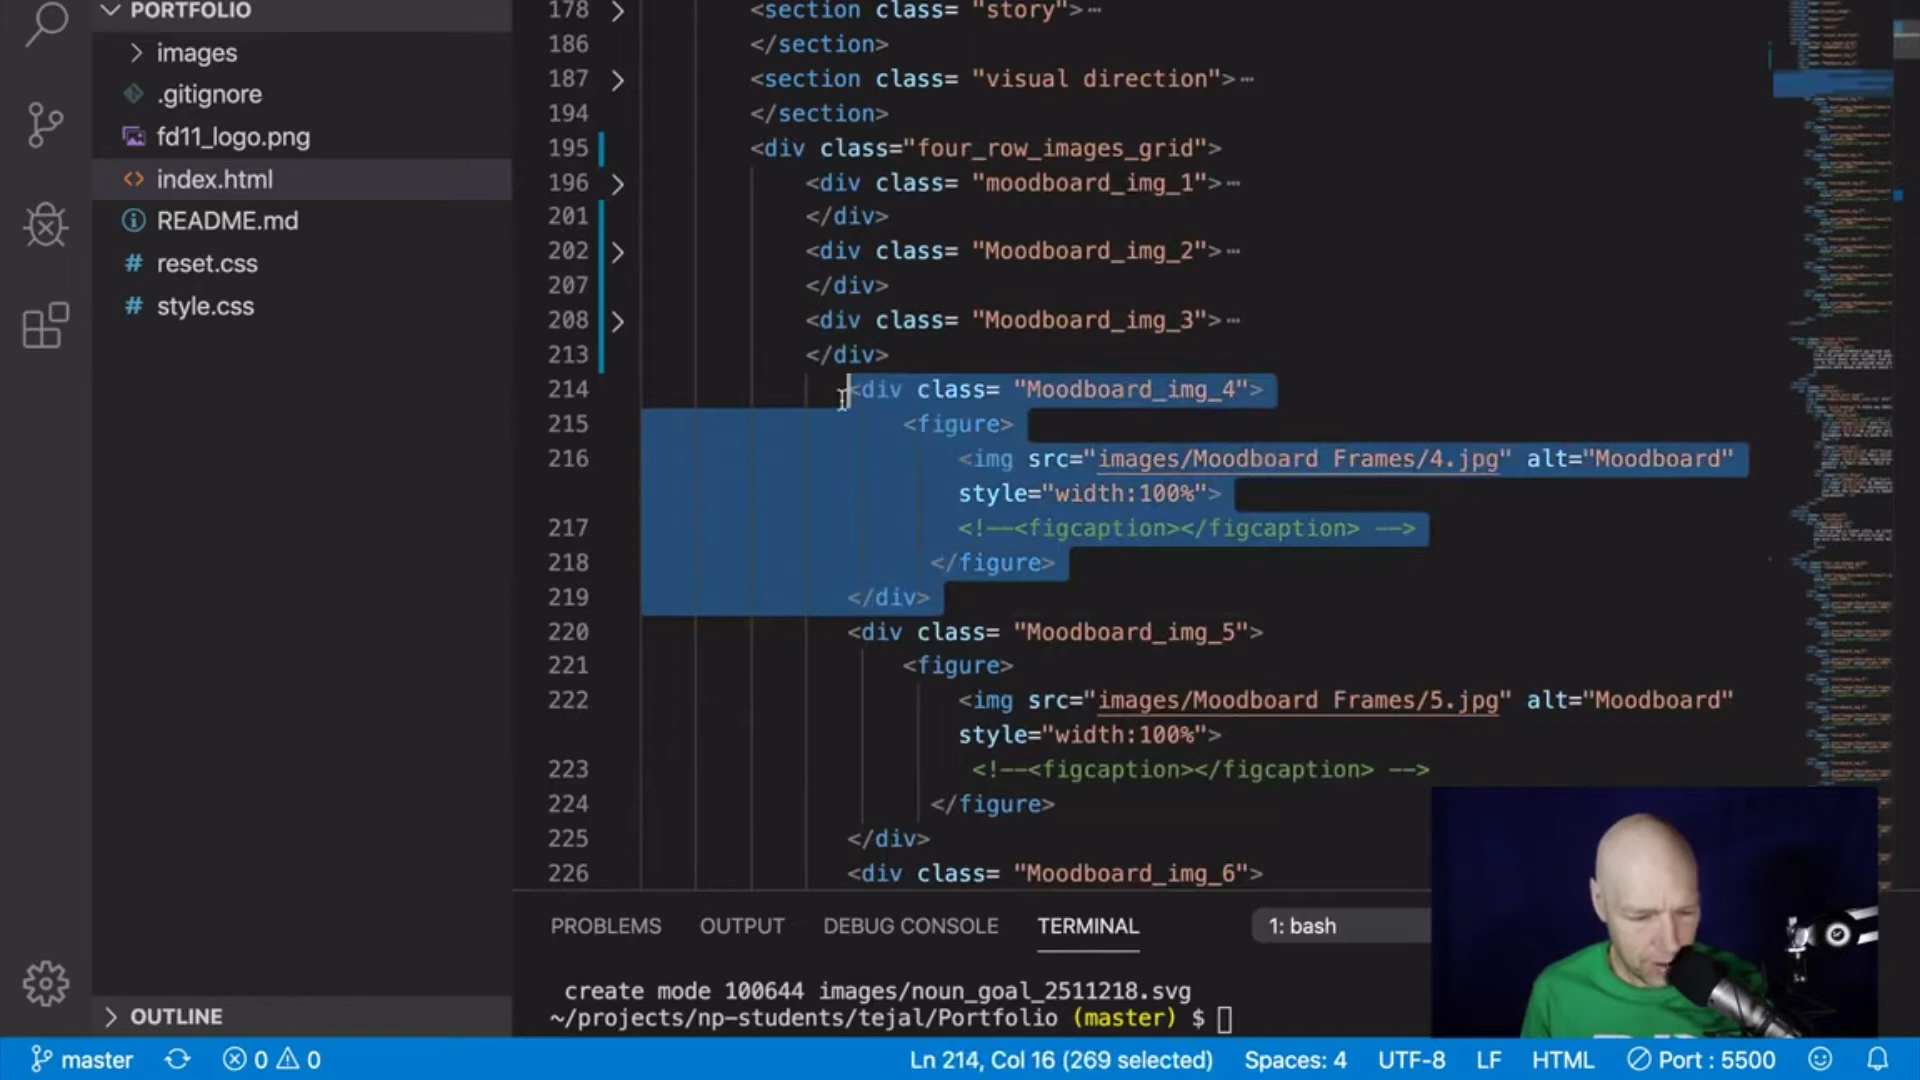 PORTFOLIO
images
.gitignore
fd11_logo.png
index.html
README.md
reset.css
style.css
OUTLINE
178 <section class= "story">⋯
186 </section>
187 <section class= "visual direction">⋯
194 </section>
195 <div class="four_row_images_grid">
196 <div class= "moodboard_img_1">⋯
201 </div>
202 <div class= "Moodboard_img_2">⋯
207 </div>
208 <div class= "Moodboard_img_3">⋯
213 </div>
214 <div class= "Moodboard_img_4">
215 <figure>
216 <img src="images/Moodboard Frames/4.jpg" alt="Moodboard"
style="width:100%">
217 <!--<figcaption></figcaption> -->
218 </figure>
219 </div>
220 <div class= "Moodboard_img_5">
221 <figure>
222 <img src="images/Moodboard Frames/5.jpg" alt="Moodboard"
style="width:100%">
223 <!--<figcaption></figcaption> -->
224 </figure>
225 </div>
226 <div class= "Moodboard_img_6">
PROBLEMS OUTPUT DEBUG CONSOLE TERMINAL 1: bash
create mode 100644 images/noun_goal_2511218.svg
~/projects/np-students/tejal/Portfolio (master) $
master 0 0 Ln 214, Col 16 (269 selected) Spaces: 4 UTF-8 LF HTML Port : 5500